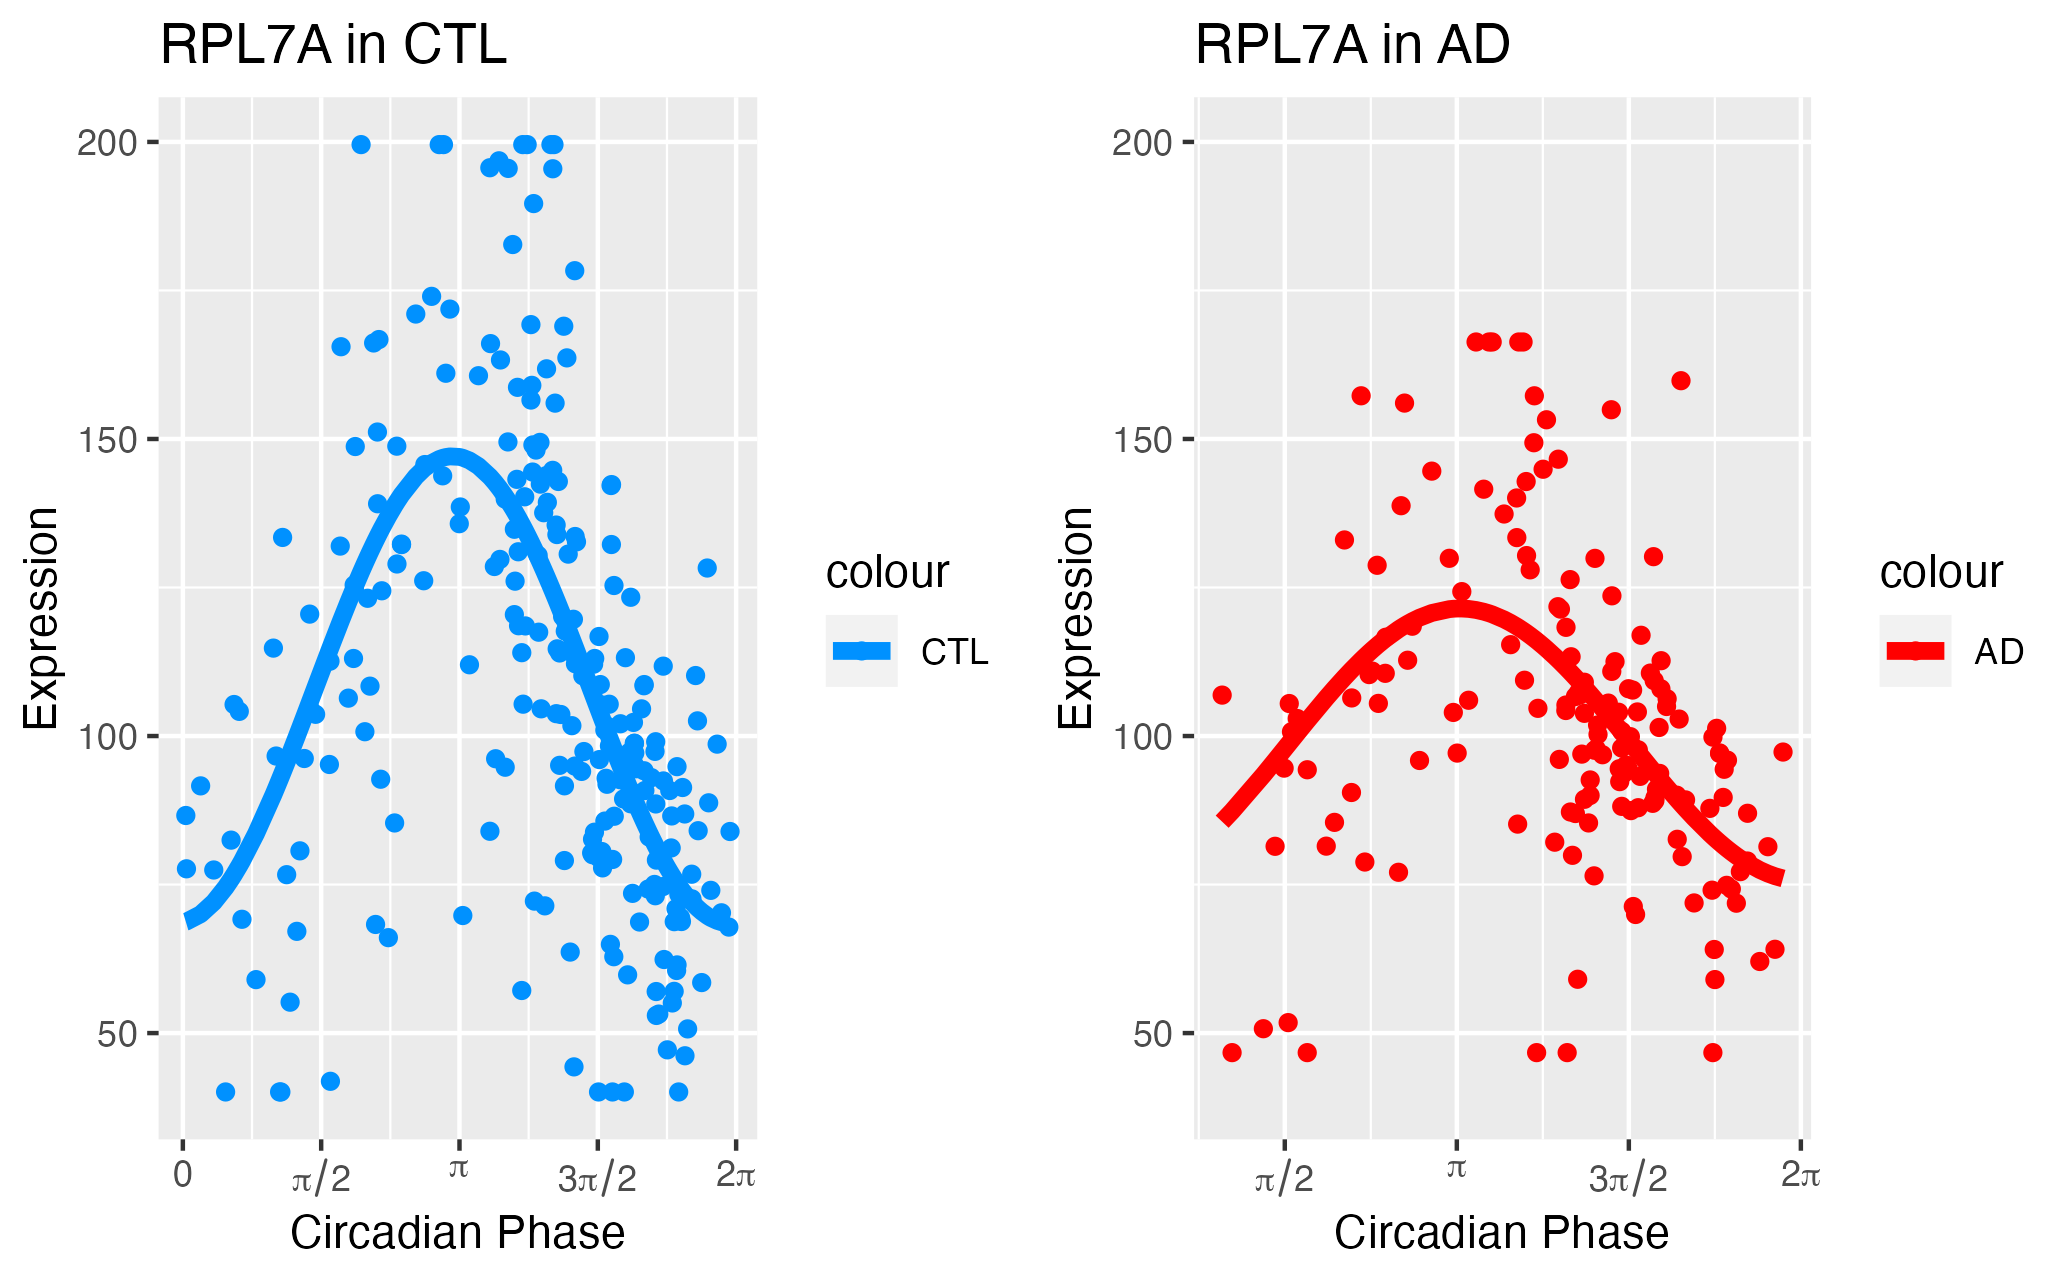 RPL7A in CTL
Expression
200
150
100
50
0
π/2
π
3π/2
2π
Circadian Phase
colour
CTL
RPL7A in AD
Expression
200
150
100
50
π/2
π
3π/2
2π
Circadian Phase
colour
AD